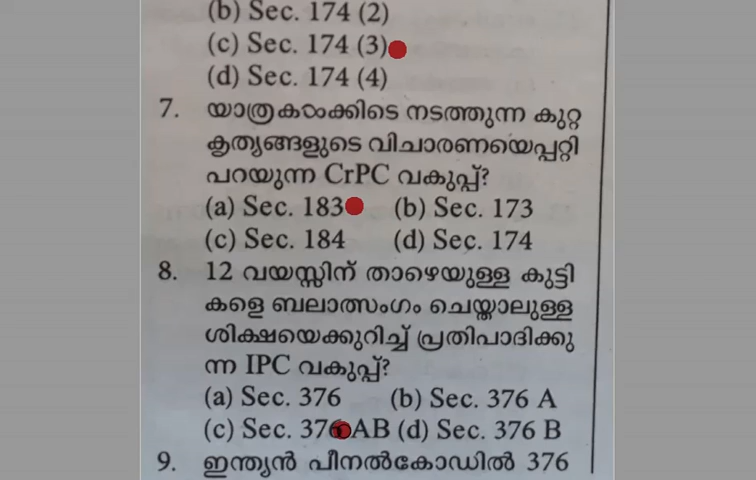 (b) Sec. 174 (2)
(c) Sec. 174 (3)
(d) Sec. 174 (4)
7. യാത്രകൾക്കിടെ നടത്തുന്ന കുറ്റ
കൃത്യങ്ങളുടെ വിചാരണയെപ്പറ്റി
പറയുന്ന CrPC വകുപ്പ്?
(a) Sec. 183 (b) Sec. 173
(c) Sec. 184 (d) Sec. 174
8. 12 വയസ്സിന് താഴെയുള്ള കുട്ടി
കളെ ബലാത്സംഗം ചെയ്താലുള്ള
ശിക്ഷയെക്കുറിച്ച് പ്രതിപാദിക്കു
ന്ന IPC വകുപ്പ്?
(a) Sec. 376 (b) Sec. 376 A
(c) Sec. 376 AB (d) Sec. 376 B
9. ഇന്ത്യൻ പീനൽകോഡിൽ 376